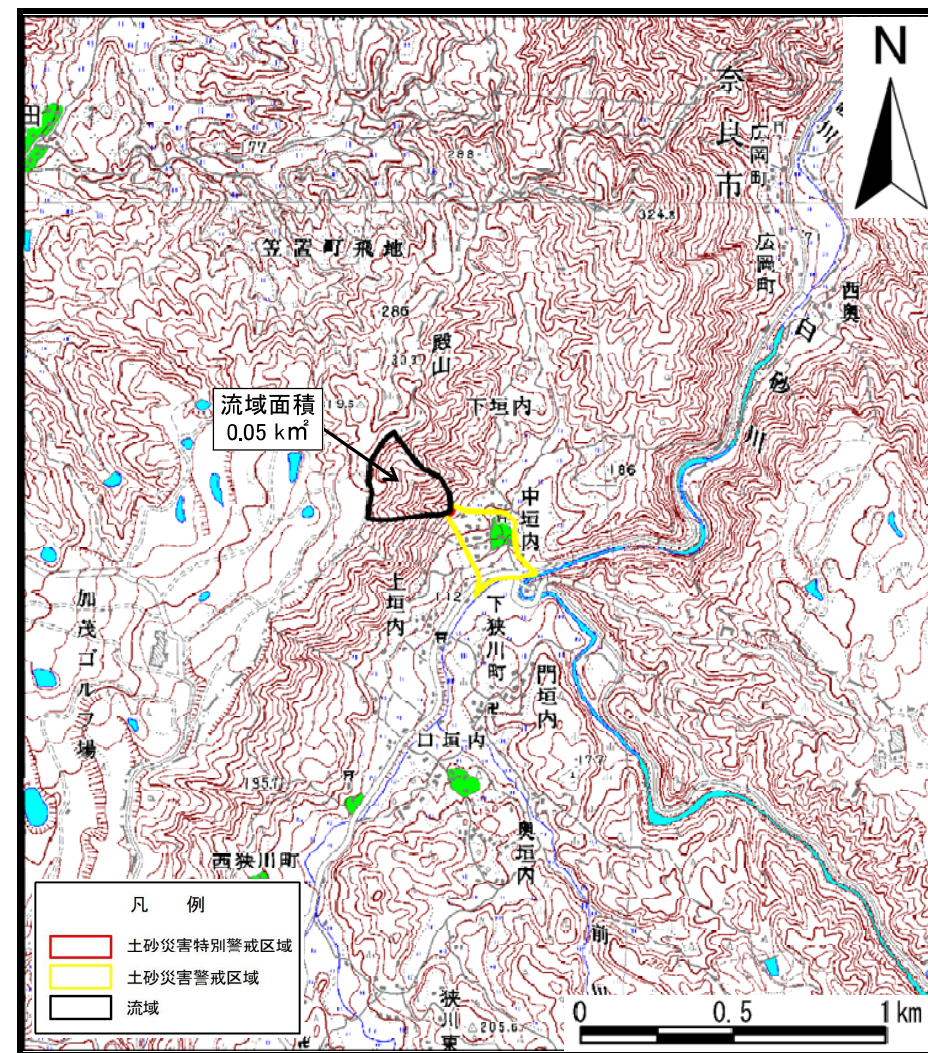 N
奈良市
広岡町
田
177
288
324.8
広岡町
笠置町飛地
西奥
286
殿山
303
白砂川
流域面積
0.05 k㎡
下垣内
186
中垣内
上垣内
112
下狭川町
加茂ゴルフ場
門垣内
口垣内
177
195.7
奥垣内
西狭川町
前
狭川東
205.6
凡 例
土砂災害特別警戒区域
土砂災害警戒区域
流域
0 0.5 1 km